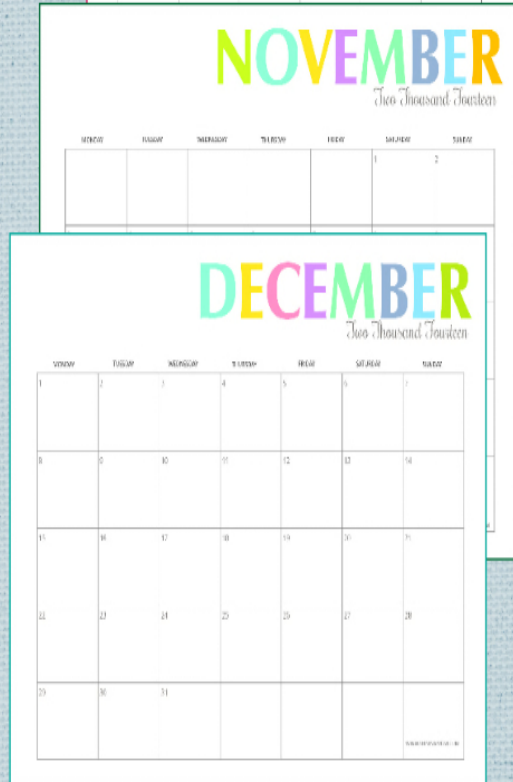 NOVEMBER
Two Thousand Fourteen
MONDAY TUESDAY WEDNESDAY THURSDAY FRIDAY SATURDAY SUNDAY
1 2
DECEMBER
Two Thousand Fourteen
MONDAY TUESDAY WEDNESDAY THURSDAY FRIDAY SATURDAY SUNDAY
1 2 3 4 5 6 7
8 9 10 11 12 13 14
15 16 17 18 19 20 21
22 23 24 25 26 27 28
29 30 31